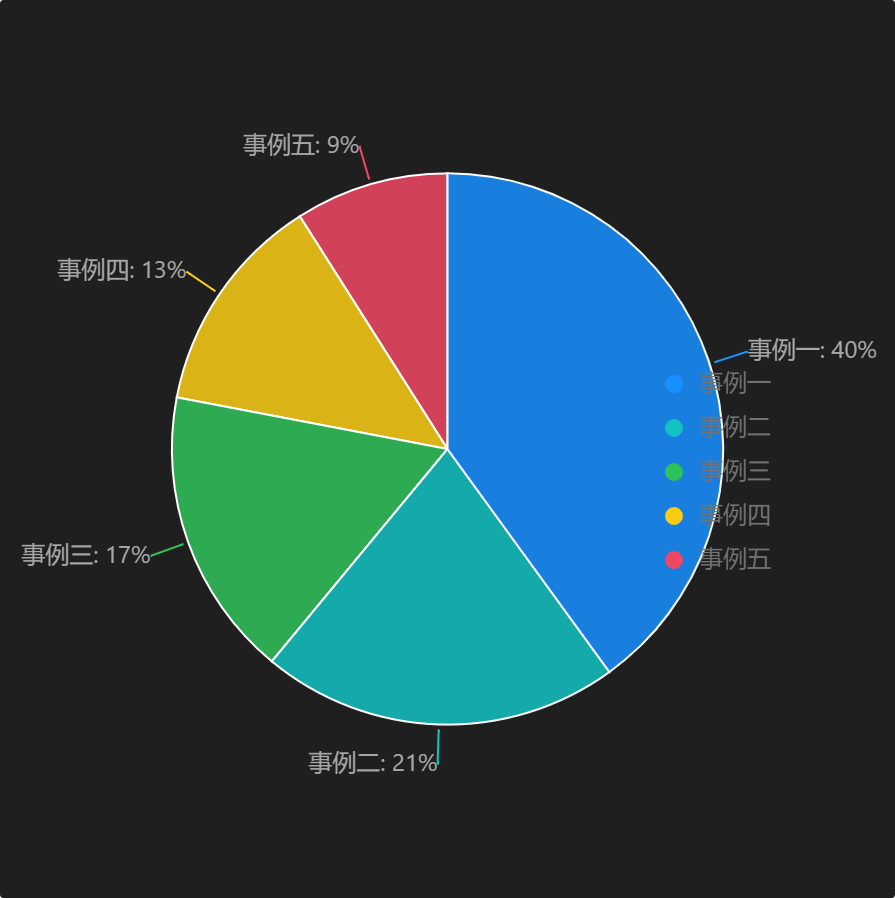 事例五: 9%
事例四: 13%
事例一: 40%
事例一
事例二
事例三
事例四
事例五
事例三: 17%
事例二: 21%